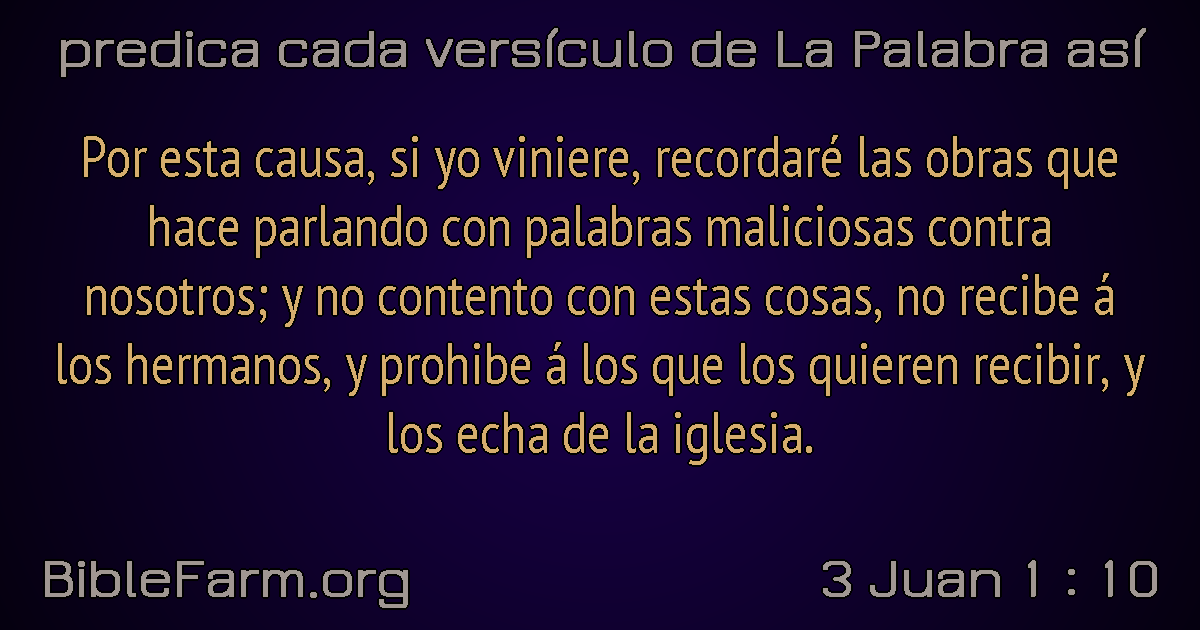 predica cada versículo de La Palabra así
Por esta causa, si yo viniere, recordaré las obras que
hace parlando con palabras maliciosas contra
nosotros; y no contento con estas cosas, no recibe á
los hermanos, y prohibe á los que los quieren recibir, y
los echa de la iglesia.
BibleFarm.org
3 Juan 1 : 10